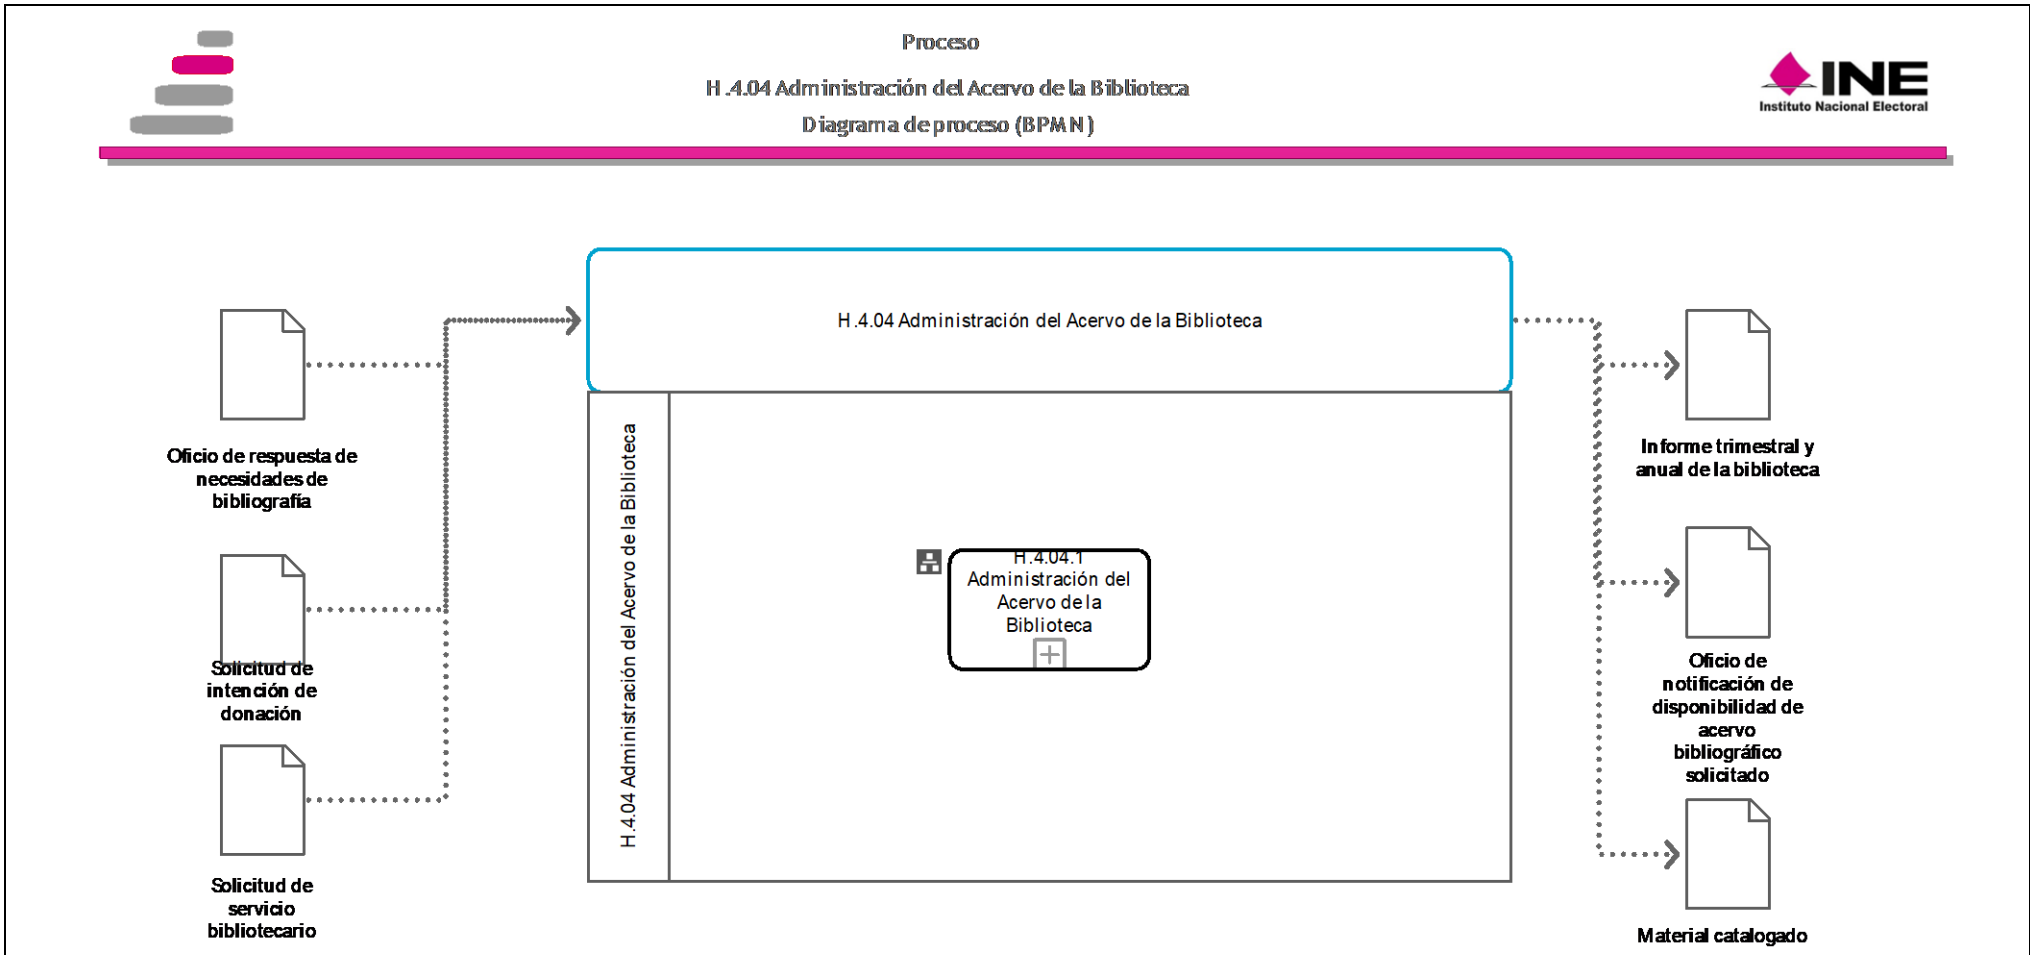 Proceso
H.4.04 Administración del Acervo de la Biblioteca
Diagrama de proceso (BPMN)
INE
Instituto Nacional Electoral
H.4.04 Administración del Acervo de la Biblioteca
H.4.04 Administración del Acervo de la Biblioteca
H.4.04.1
Administración del
Acervo de la
Biblioteca
Oficio de respuesta de
necesidades de
bibliografía
Solicitud de
intención de
donación
Solicitud de
servicio
bibliotecario
Informe trimestral y
anual de la biblioteca
Oficio de
notificación de
disponibilidad de
acervo
bibliográfico
solicitado
Material catalogado